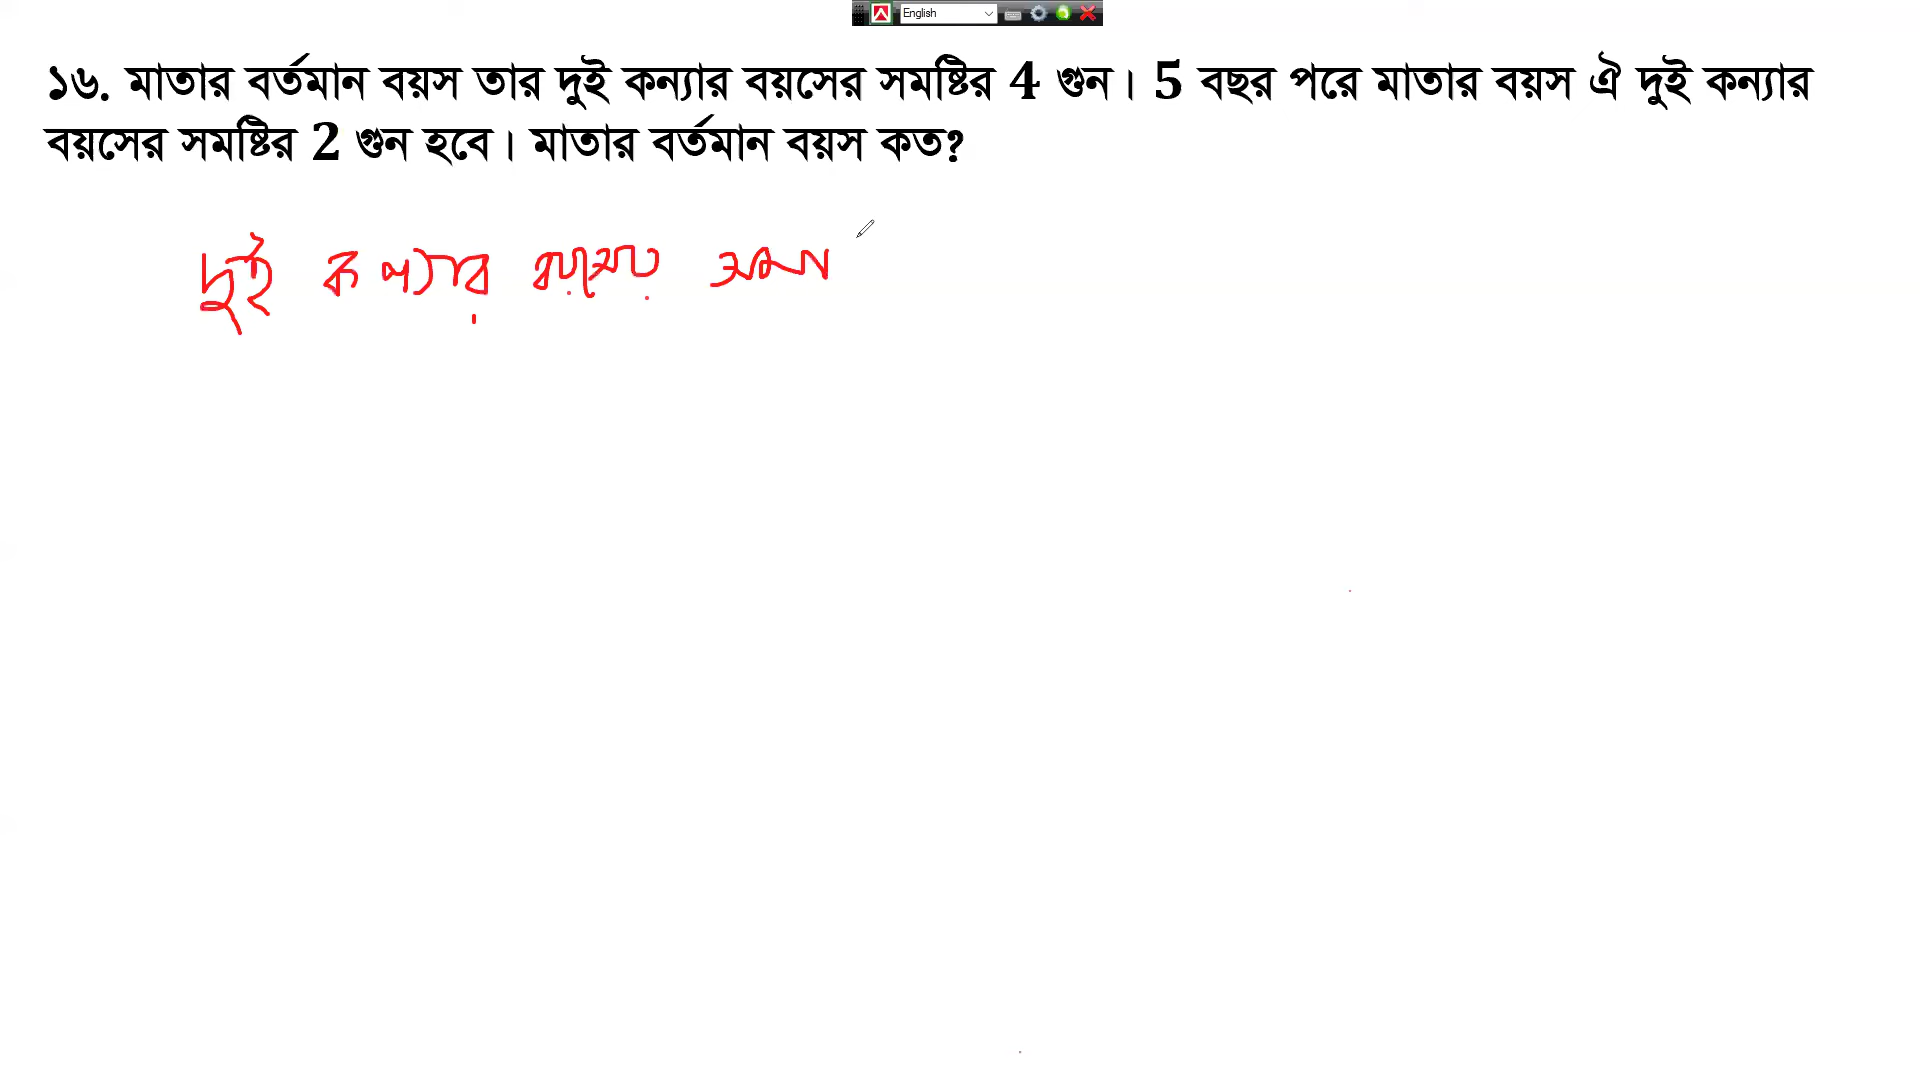 English
১৬. মাতার বর্তমান বয়স তার দুই কন্যার বয়সের সমষ্টির 4 গুন। 5 বছর পরে মাতার বয়স ঐ দুই কন্যার
বয়সের সমষ্টির 2 গুন হবে। মাতার বর্তমান বয়স কত?
দুই কন্যার বয়সের